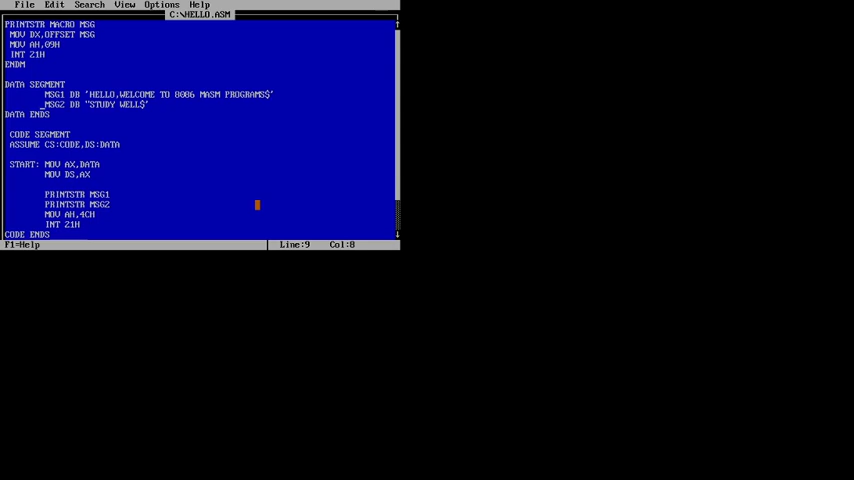 File Edit Search View Options Help
C:\HELLO.ASM
PRINTSTR MACRO MSG
MOV DX,OFFSET MSG
MOV AH,09H
INT 21H
ENDM
DATA SEGMENT
MSG1 DB 'HELLO,WELCOME TO 8086 MASM PROGRAMS$'
MSG2 DB "STUDY WELL$'
DATA ENDS
CODE SEGMENT
ASSUME CS:CODE,DS:DATA
START: MOV AX,DATA
MOV DS,AX
PRINTSTR MSG1
PRINTSTR MSG2
MOV AH,4CH
INT 21H
CODE ENDS
F1=Help Line:9 Col:8